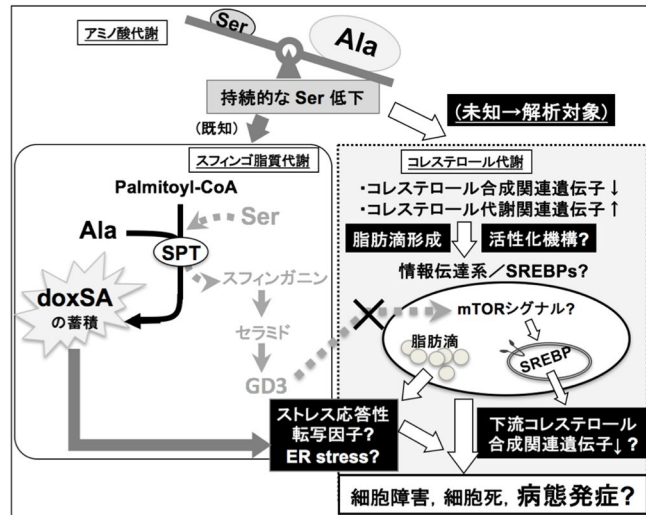 アミノ酸代謝
Ser
Ala
持続的な Ser 低下
(既知)
(未知→解析対象)
スフィンゴ脂質代謝
Palmitoyl-CoA
Ser
Ala
SPT
スフィンガニン
doxSA
の蓄積
セラミド
GD3
コレステロール代謝
・コレステロール合成関連遺伝子↓
・コレステロール代謝関連遺伝子↑
脂肪滴形成
活性化機構?
情報伝達系／SREBPs?
mTORシグナル?
脂肪滴
SREBP
ストレス応答性
転写因子?
ER stress?
下流コレステロール
合成関連遺伝子↓?
細胞障害, 細胞死, 病態発症?